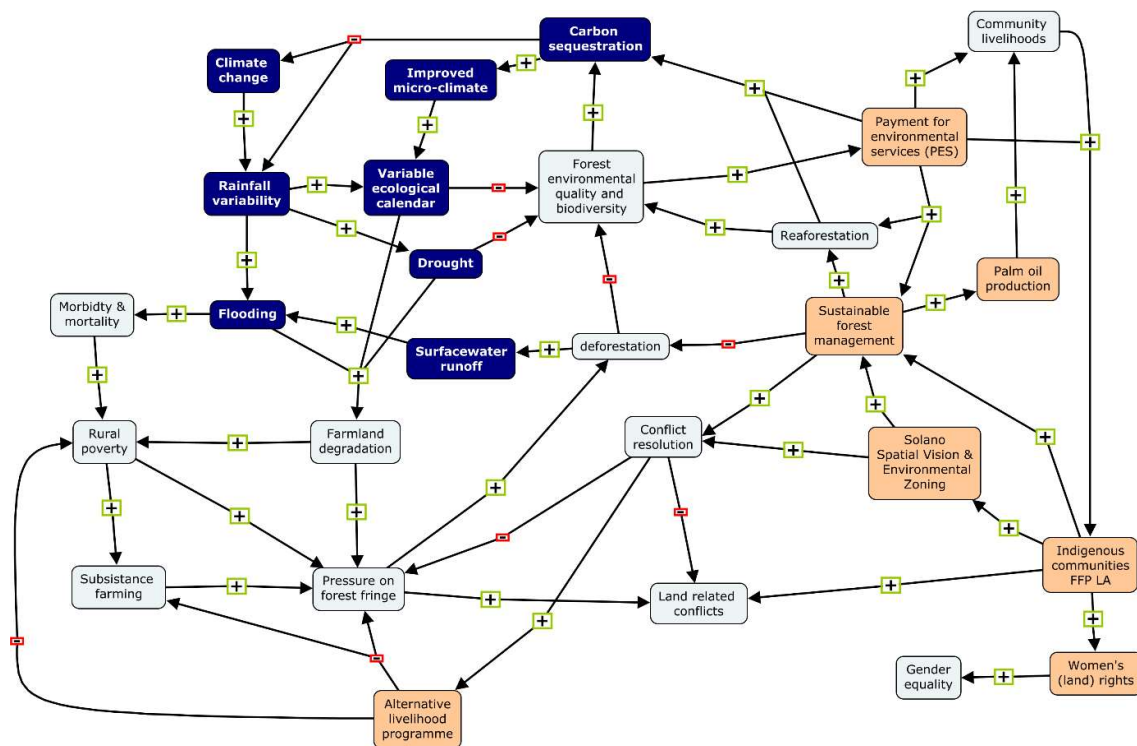 Carbon
sequestration
Community
livelihoods
Climate
change
Improved
micro-climate
Payment for
environmental
services (PES)
Rainfall
variability
Variable
ecological
calendar
Forest
environmental
quality and
biodiversity
Reaforestation
Drought
Palm oil
production
Morbidty &
mortality
Flooding
Sustainable
forest
management
Surfacewater
runoff
deforestation
Rural
poverty
Farmland
degradation
Conflict
resolution
Solano
Spatial Vision &
Environmental
Zoning
Subsistance
farming
Pressure on
forest fringe
Land related
conflicts
Indigenous
communities
FFP LA
Gender
equality
Women's
(land) rights
Alternative
livelihood
programme